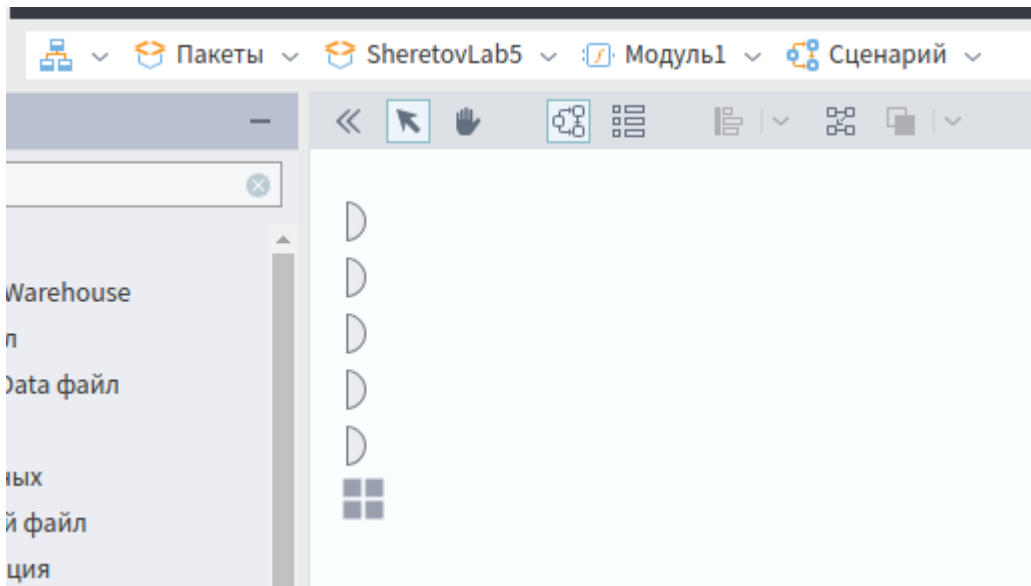 Пакеты SheretovLab5 Модуль1 Сценарий
Warehouse
л
Data файл
ных
й файл
ция